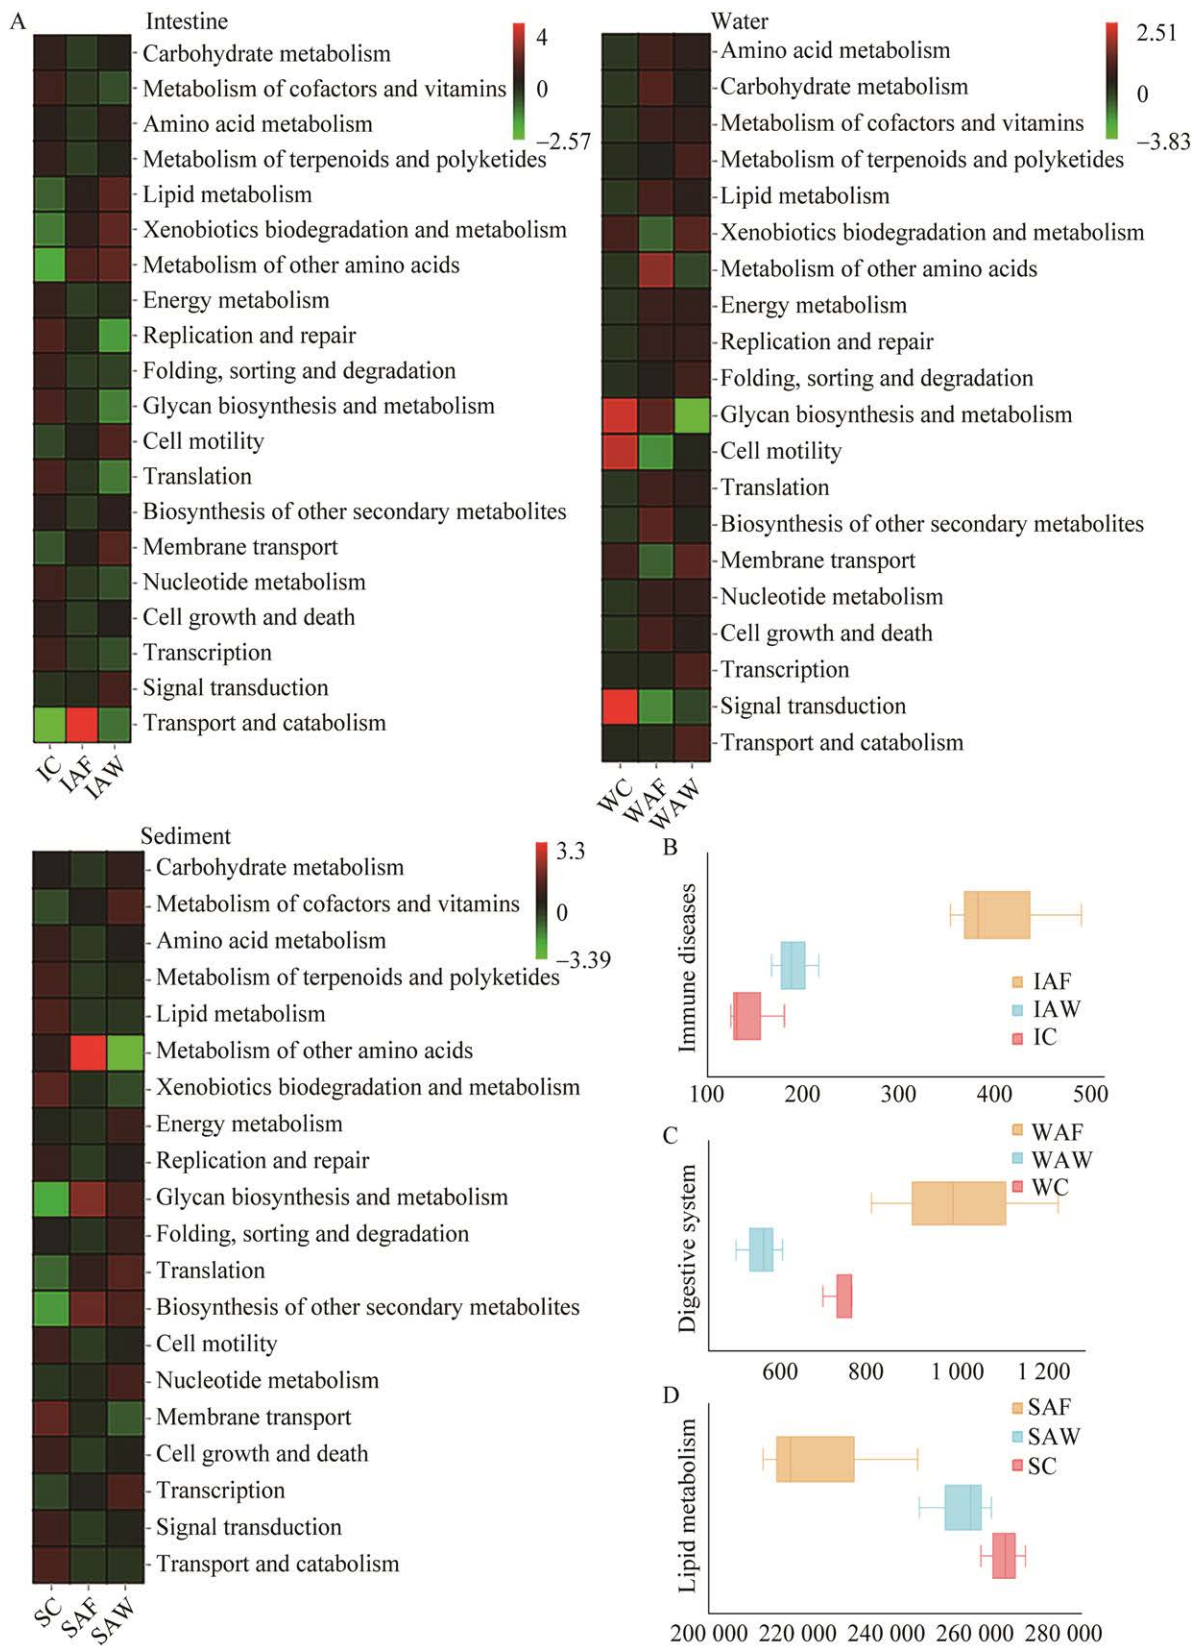 A
Intestine
4
0
−2.57
Carbohydrate metabolism
Metabolism of cofactors and vitamins
Amino acid metabolism
Metabolism of terpenoids and polyketides
Lipid metabolism
Xenobiotics biodegradation and metabolism
Metabolism of other amino acids
Energy metabolism
Replication and repair
Folding, sorting and degradation
Glycan biosynthesis and metabolism
Cell motility
Translation
Biosynthesis of other secondary metabolites
Membrane transport
Nucleotide metabolism
Cell growth and death
Transcription
Signal transduction
Transport and catabolism
IC
IAF
IAW
Water
2.51
0
−3.83
Amino acid metabolism
Carbohydrate metabolism
Metabolism of cofactors and vitamins
Metabolism of terpenoids and polyketides
Lipid metabolism
Xenobiotics biodegradation and metabolism
Metabolism of other amino acids
Energy metabolism
Replication and repair
Folding, sorting and degradation
Glycan biosynthesis and metabolism
Cell motility
Translation
Biosynthesis of other secondary metabolites
Membrane transport
Nucleotide metabolism
Cell growth and death
Transcription
Signal transduction
Transport and catabolism
WC
WAF
WAW
Sediment
3.3
0
−3.39
Carbohydrate metabolism
Metabolism of cofactors and vitamins
Amino acid metabolism
Metabolism of terpenoids and polyketides
Lipid metabolism
Metabolism of other amino acids
Xenobiotics biodegradation and metabolism
Energy metabolism
Replication and repair
Glycan biosynthesis and metabolism
Folding, sorting and degradation
Translation
Biosynthesis of other secondary metabolites
Cell motility
Nucleotide metabolism
Membrane transport
Cell growth and death
Transcription
Signal transduction
Transport and catabolism
SC
SAF
SAW
B
Immune diseases
IAF
IAW
IC
100 200 300 400 500
C
Digestive system
WAF
WAW
WC
600 800 1 000 1 200
D
Lipid metabolism
SAF
SAW
SC
200 000 220 000 240 000 260 000 280 000